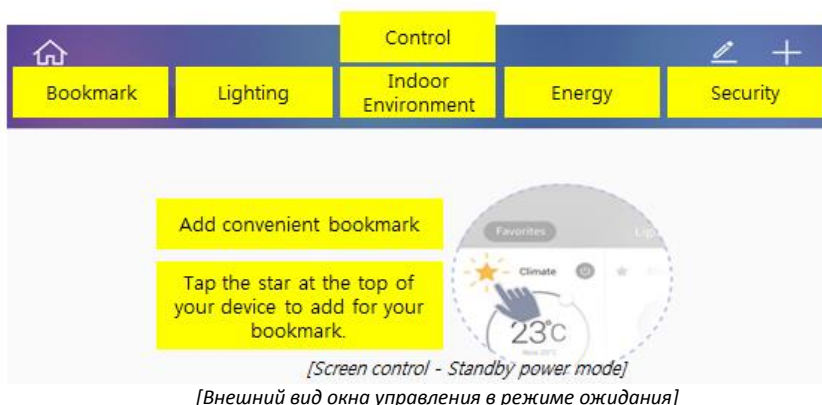 Control
Bookmark Lighting Indoor Environment Energy Security
Add convenient bookmark
Favorites
Tap the star at the top of
your device to add for your
bookmark.
Climate
23°C
[Screen control - Standby power mode]
[Внешний вид окна управления в режиме ожидания]